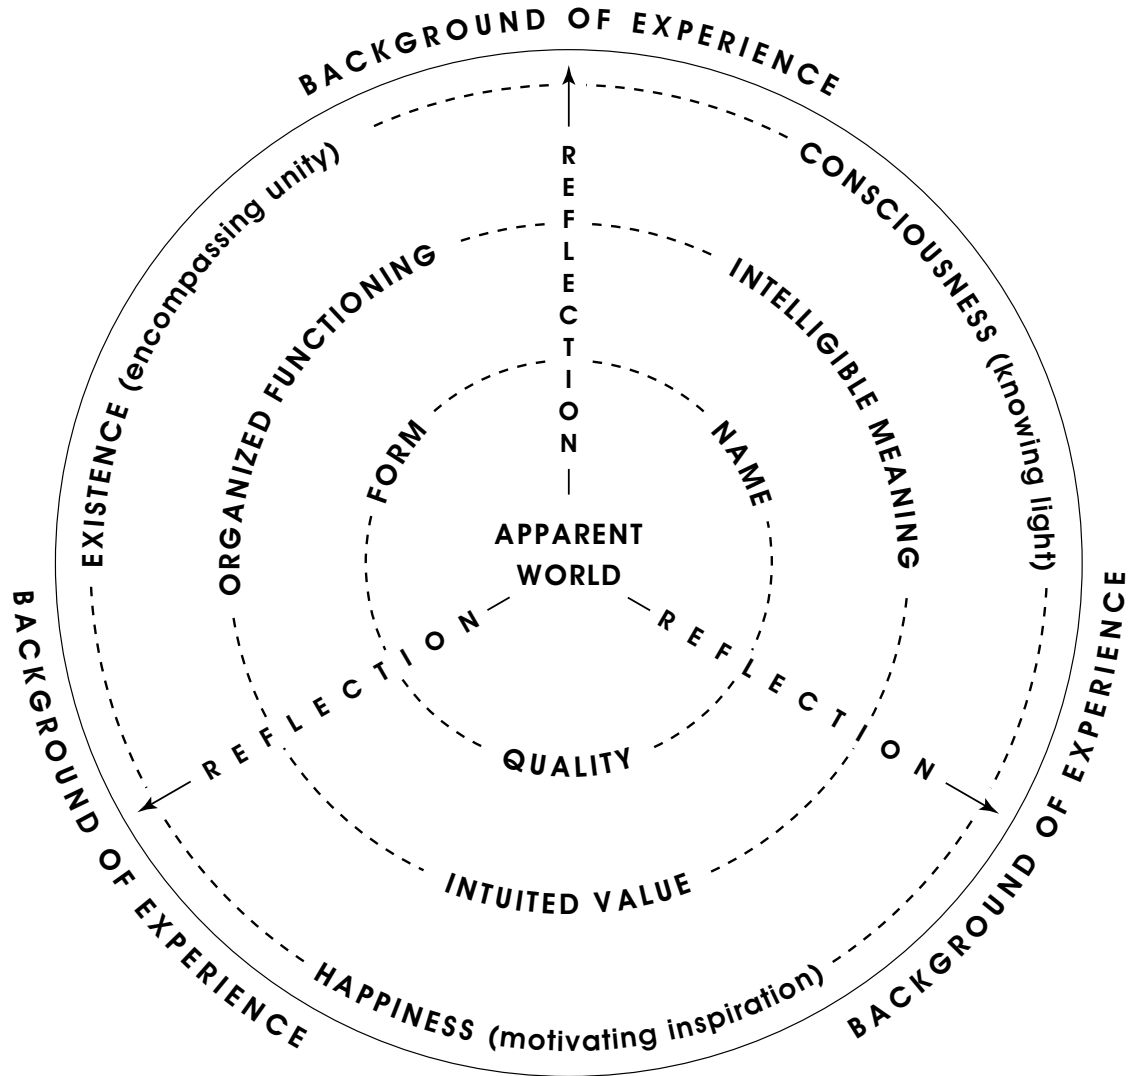 BACKGROUND OF EXPERIENCE
EXISTENCE (encompassing unity)
CONSCIOUSNESS (knowing light)
REFLECTION
ORGANIZED FUNCTIONING
INTELLIGIBLE MEANING
FORM
NAME
APPARENT
WORLD
REFLECTION
REFLECTION
QUALITY
INTUITED VALUE
HAPPINESS (motivating inspiration)
BACKGROUND OF EXPERIENCE
BACKGROUND OF EXPERIENCE